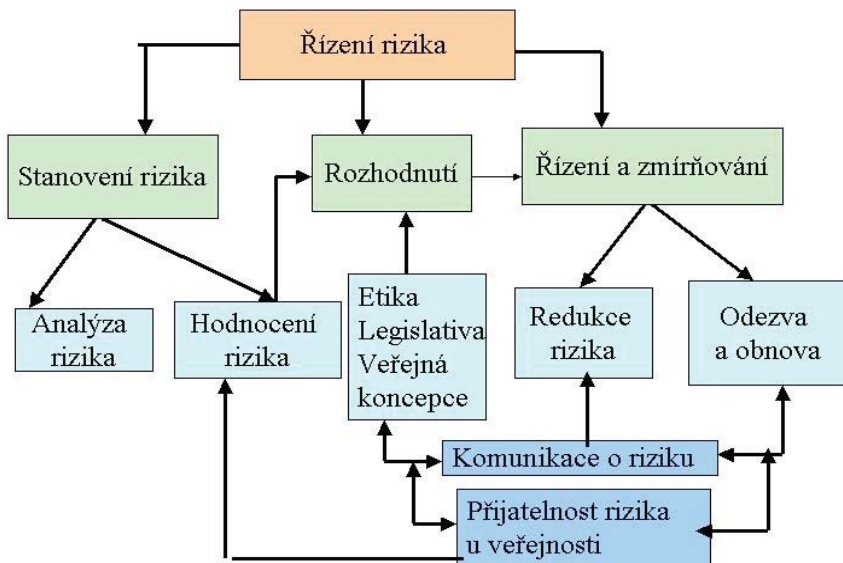 Řízení rizika
Stanovení rizika
Rozhodnutí
Řízení a zmírňování
Analýza
rizika
Hodnocení
rizika
Etika
Legislativa
Veřejná
koncepce
Redukce
rizika
Odezva
a obnova
Komunikace o riziku
Přijatelnost rizika
u veřejnosti